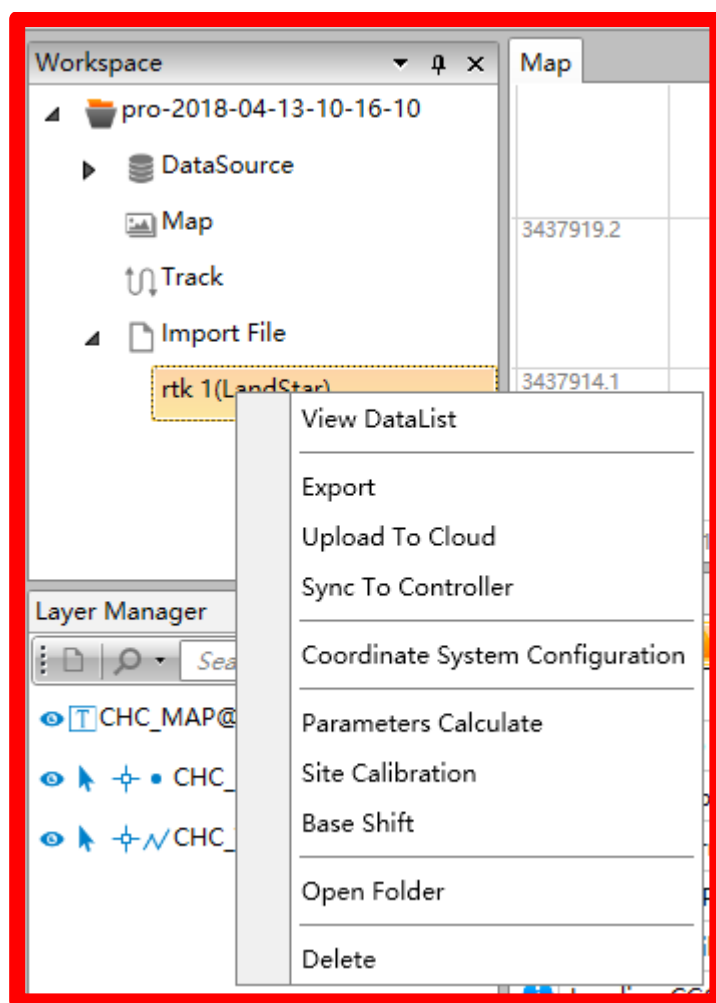 Workspace
Map
pro-2018-04-13-10-16-10
DataSource
Map
3437919.2
Track
Import File
rtk 1(LandStar)
3437914.1
View DataList
Export
Upload To Cloud
Sync To Controller
Layer Manager
Coordinate System Configuration
CHC_MAP@
Parameters Calculate
CHC_
Site Calibration
Base Shift
CHC_
Open Folder
Delete